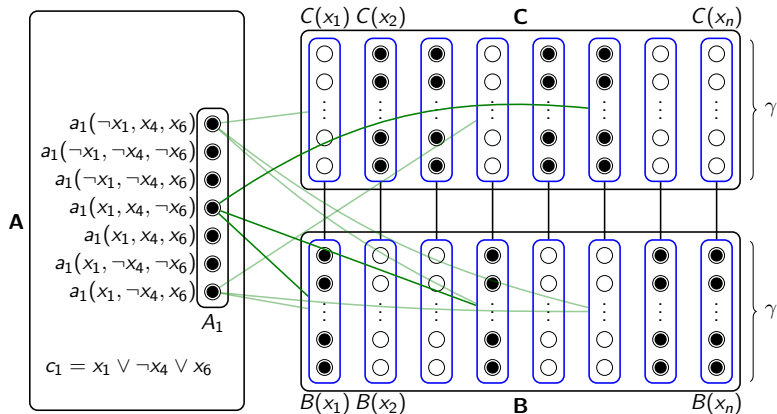 C(x₁) C(x₂) C C(xₙ)
γ
a₁(¬x₁, x₄, x₆)
a₁(¬x₁, ¬x₄, ¬x₆)
a₁(¬x₁, ¬x₄, x₆)
A
a₁(x₁, x₄, ¬x₆)
a₁(x₁, x₄, x₆)
a₁(x₁, ¬x₄, ¬x₆)
a₁(x₁, ¬x₄, x₆)
γ
A₁
c₁ = x₁ ∨ ¬x₄ ∨ x₆
B(x₁) B(x₂) B B(xₙ)